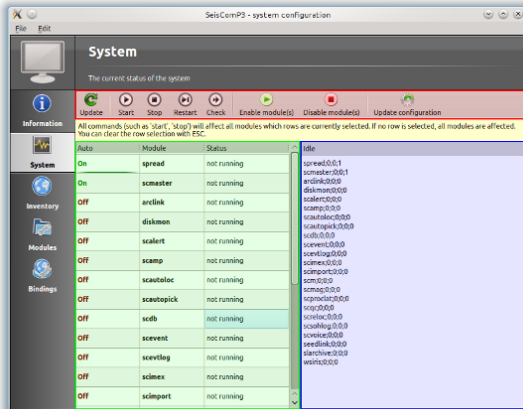 SeisComP3 - system configuration
File Edit
System
The current status of the system
Information
System
Inventory
Modules
Bindings
Update Start Stop Restart Check Enable module(s) Disable module(s) Update configuration
All commands (such as 'start', 'stop') will affect all modules which rows are currently selected. If no row is selected, all modules are affected.
You can clear the row selection with ESC.
Auto Module Status
On spread not running
On scmaster not running
Off arclink not running
Off diskmon not running
Off scalert not running
Off scamp not running
Off scautoloc not running
Off scautopick not running
Off scdb not running
Off scevent not running
Off scevtlog not running
Off scimex not running
Off scimport not running
Idle
spread;0;0;1
scmaster;0;0;1
arclink;0;0;0
diskmon;0;0;0
scalert;0;0;0
scamp;0;0;0
scautoloc;0;0;0
scautopick;0;0;0
scdb;0;0;0
scevent;0;0;0
scevtlog;0;0;0
scimex;0;0;0
scimport;0;0;0
scm;0;0;0
scmag;0;0;0
scproclat;0;0;0
scqc;0;0;0
screloc;0;0;0
scsohlog;0;0;0
scvoice;0;0;0
seedlink;0;0;0
slarchive;0;0;0
wsiris;0;0;0